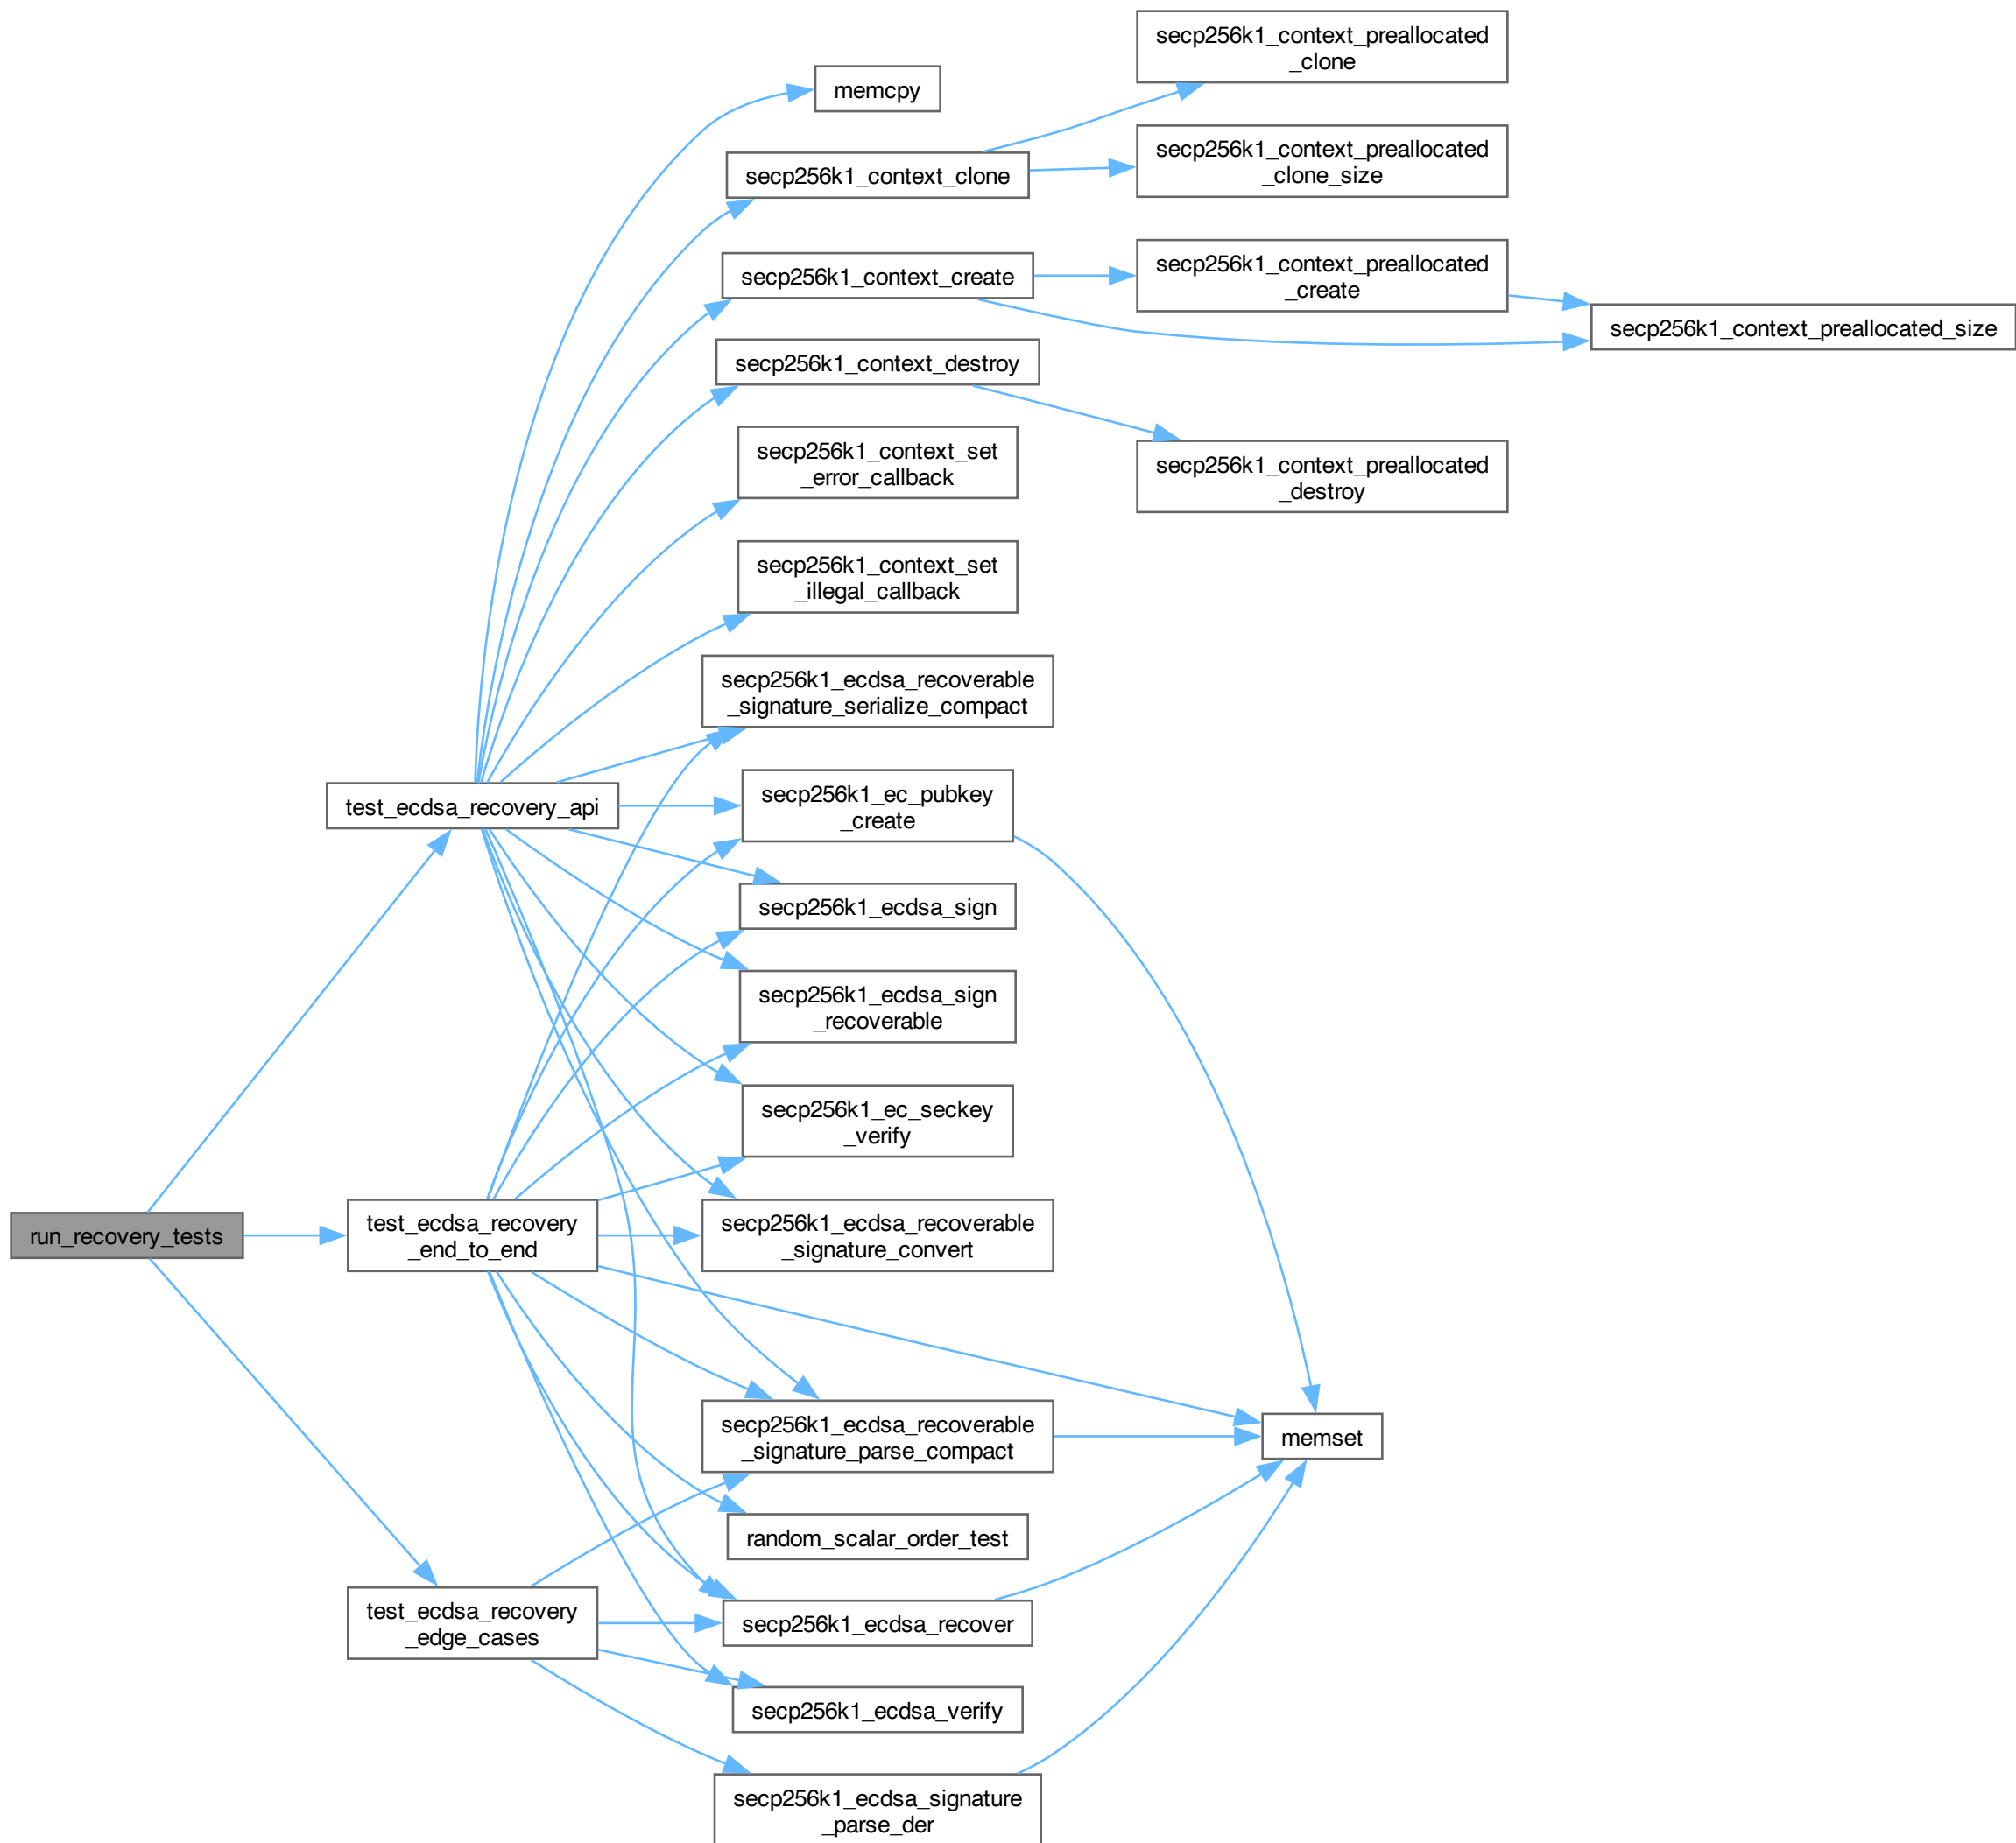 secp256k1_context_preallocated
_clone
memcpy
secp256k1_context_clone
secp256k1_context_preallocated
_clone_size
secp256k1_context_create
secp256k1_context_preallocated
_create
secp256k1_context_preallocated_size
secp256k1_context_destroy
secp256k1_context_set
_error_callback
secp256k1_context_preallocated
_destroy
secp256k1_context_set
_illegal_callback
secp256k1_ecdsa_recoverable
_signature_serialize_compact
test_ecdsa_recovery_api
secp256k1_ec_pubkey
_create
secp256k1_ecdsa_sign
secp256k1_ecdsa_sign
_recoverable
secp256k1_ec_seckey
_verify
run_recovery_tests
test_ecdsa_recovery
_end_to_end
secp256k1_ecdsa_recoverable
_signature_convert
secp256k1_ecdsa_recoverable
_signature_parse_compact
memset
random_scalar_order_test
test_ecdsa_recovery
_edge_cases
secp256k1_ecdsa_recover
secp256k1_ecdsa_verify
secp256k1_ecdsa_signature
_parse_der